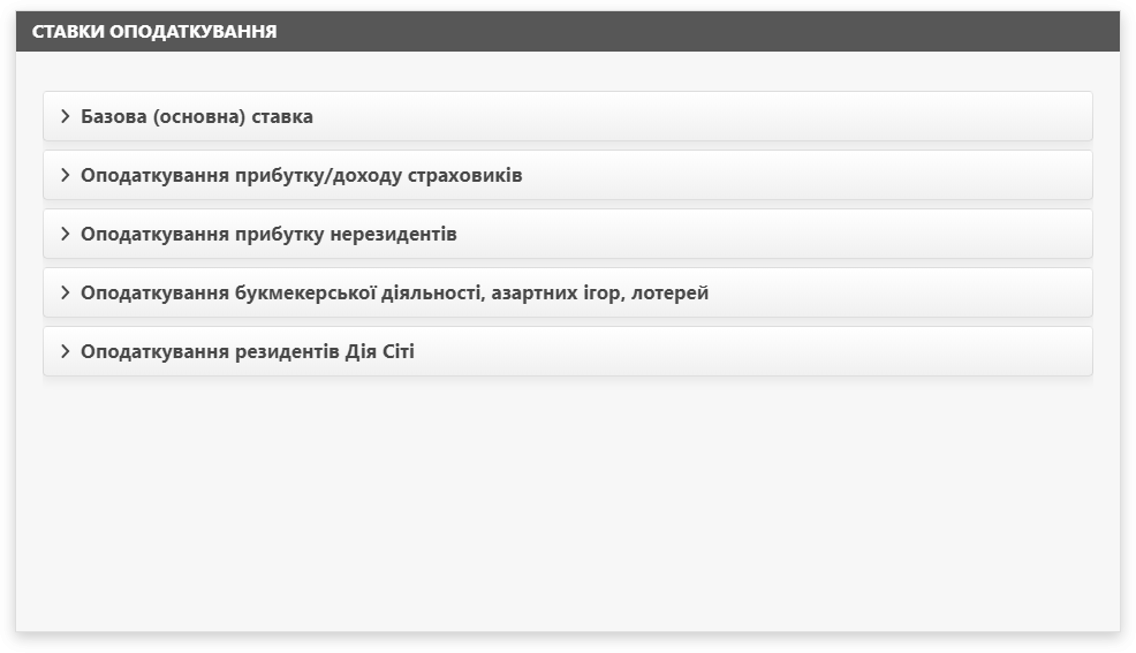 СТАВКИ ОПОДАТКУВАННЯ
Базова (основна) ставка
Оподаткування прибутку/доходу страховиків
Оподаткування прибутку нерезидентів
Оподаткування букмекерської діяльності, азартних ігор, лотерей
Оподаткування резидентів Дія Сіті